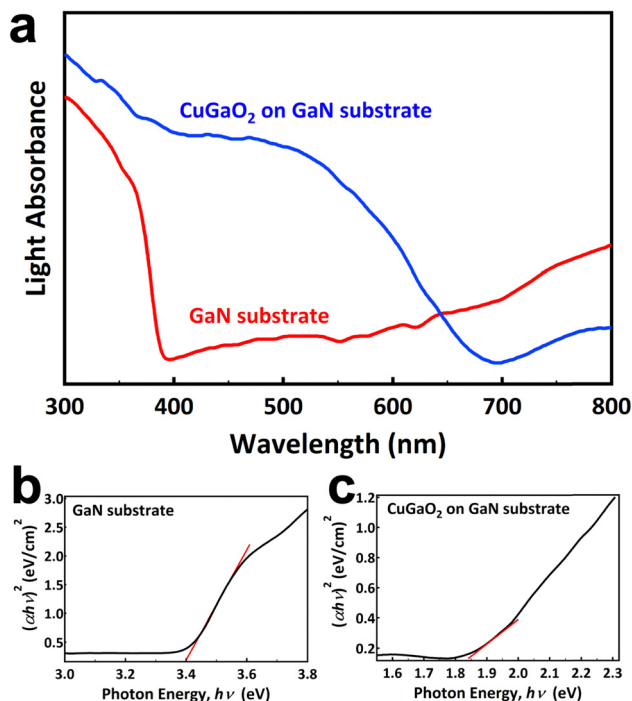 a
CuGaO₂ on GaN substrate
GaN substrate
Light Absorbance
300 400 500 600 700 800
Wavelength (nm)
b
GaN substrate
(αhν)² (eV/cm)²
3.0
2.5
2.0
1.5
1.0
0.5
3.0 3.2 3.4 3.6 3.8
Photon Energy, hν (eV)
c
CuGaO₂ on GaN substrate
(αhν)² (eV/cm)²
1.2
1.0
0.8
0.6
0.4
0.2
1.6 1.7 1.8 1.9 2.0 2.1 2.2 2.3
Photon Energy, hν (eV)